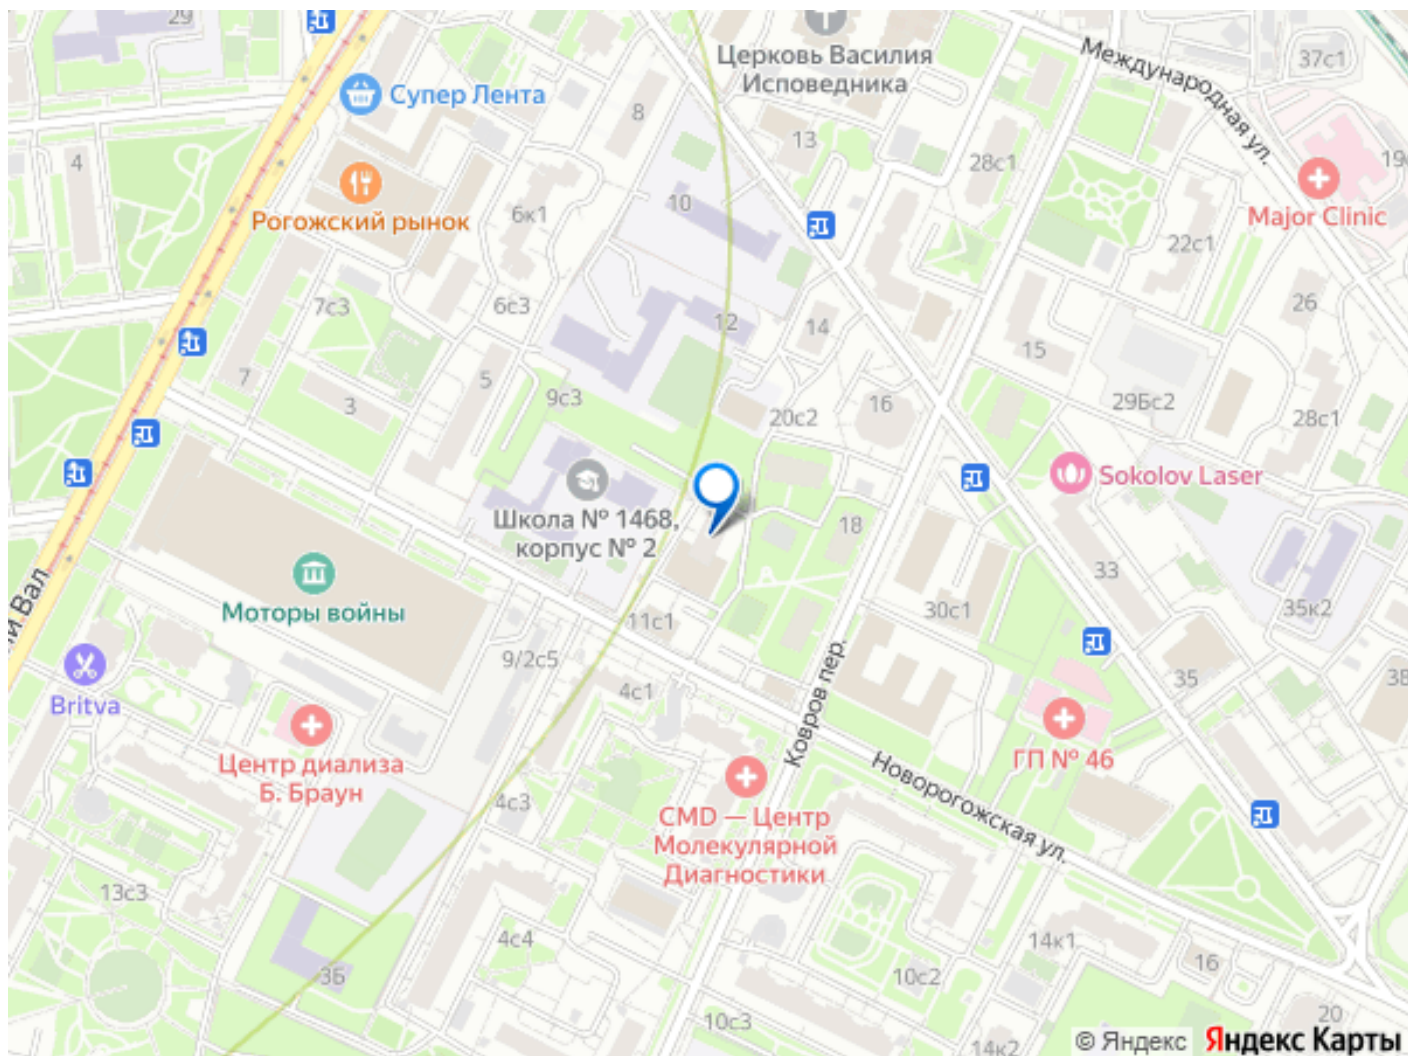 29
Церковь Василия
Исповедника
Международная ул.
37с1
Супер Лента
8
13
28с1
4
Major Clinic
Рогожский рынок
6к1
10
22с1
7с3
6с3
12
14
26
15
7
3
5
9с3
20с2
16
29Бс2
28с1
Sokolov Laser
Школа № 1468,
корпус № 2
18
Моторы войны
33
30с1
35к2
11с1
9/2с5
4с1
35
Britva
Ковров пер.
ГП № 46
Центр диализа
Б. Браун
Новорогожская ул.
4с3
CMD — Центр
Молекулярной
Диагностики
13с3
4с4
14к1
3Б
10с2
16
10с3
20
14к2
© Яндекс
Яндекс Карты